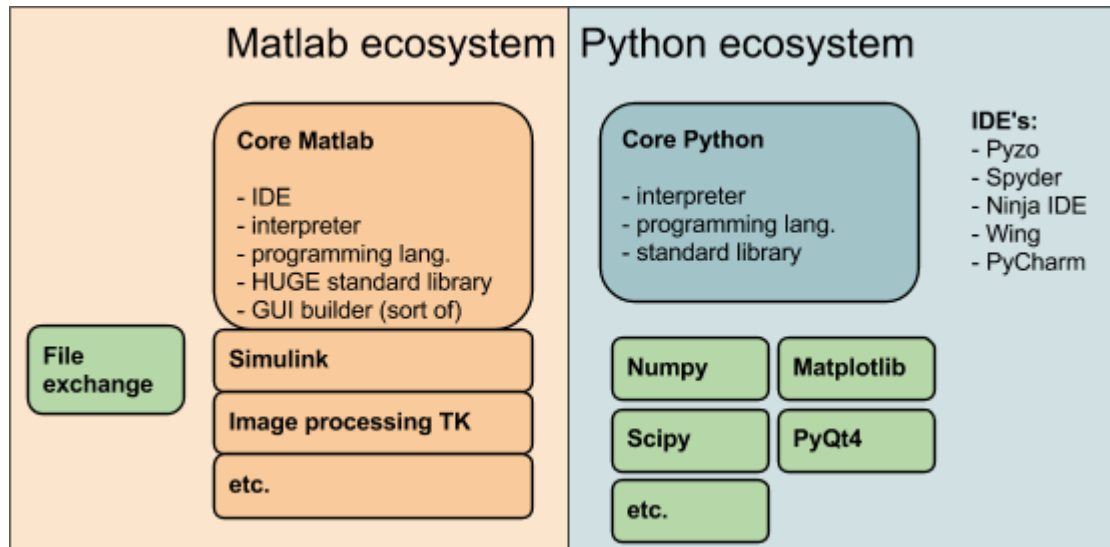 Matlab ecosystem
Core Matlab
- IDE
- interpreter
- programming lang.
- HUGE standard library
- GUI builder (sort of)
File
exchange
Simulink
Image processing TK
etc.
Python ecosystem
Core Python
- interpreter
- programming lang.
- standard library
IDE's:
- Pyzo
- Spyder
- Ninja IDE
- Wing
- PyCharm
Numpy
Matplotlib
Scipy
PyQt4
etc.